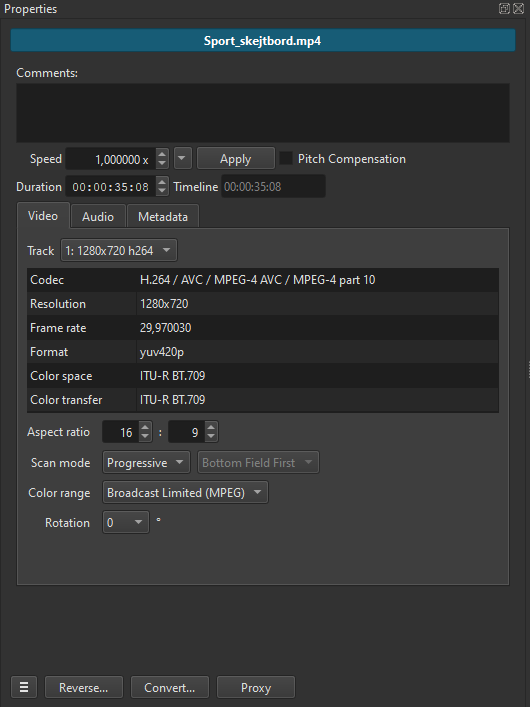 Properties
Sport_skejtbord.mp4
Comments:
Speed 1,000000 x Apply Pitch Compensation
Duration 00:00:35:08 Timeline 00:00:35:08
Video Audio Metadata
Track 1: 1280x720 h264
Codec H.264 / AVC / MPEG-4 AVC / MPEG-4 part 10
Resolution 1280x720
Frame rate 29,970030
Format yuv420p
Color space ITU-R BT.709
Color transfer ITU-R BT.709
Aspect ratio 16 : 9
Scan mode Progressive Bottom Field First
Color range Broadcast Limited (MPEG)
Rotation 0 °
Reverse... Convert... Proxy